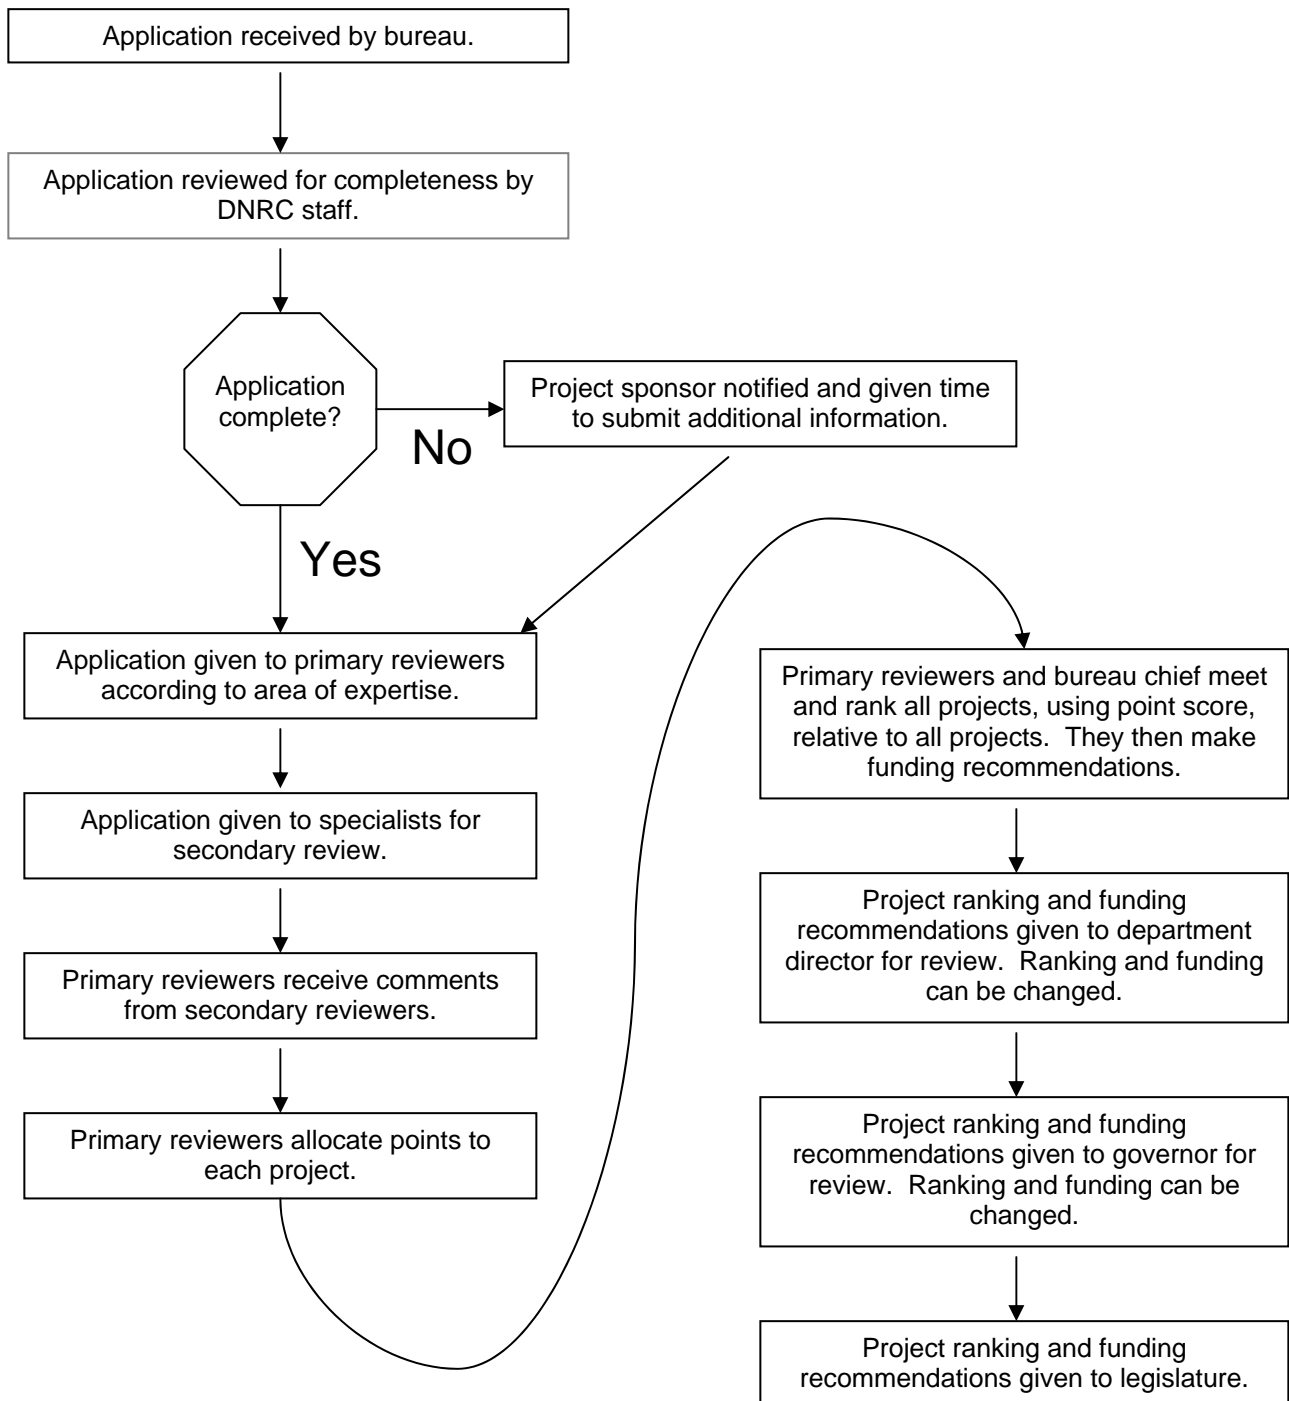 Application received by bureau.
Application reviewed for completeness by
DNRC staff.
Application
complete?
No
Project sponsor notified and given time
to submit additional information.
Yes
Application given to primary reviewers
according to area of expertise.
Application given to specialists for
secondary review.
Primary reviewers receive comments
from secondary reviewers.
Primary reviewers allocate points to
each project.
Primary reviewers and bureau chief meet
and rank all projects, using point score,
relative to all projects.  They then make
funding recommendations.
Project ranking and funding
recommendations given to department
director for review.  Ranking and funding
can be changed.
Project ranking and funding
recommendations given to governor for
review.  Ranking and funding can be
changed.
Project ranking and funding
recommendations given to legislature.